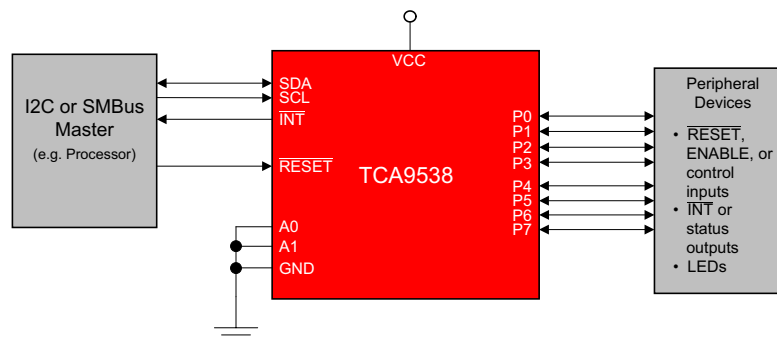 VCC
I2C or SMBus
Master
(e.g. Processor)
SDA
SCL
INT
RESET
A0
A1
GND
TCA9538
P0
P1
P2
P3
P4
P5
P6
P7
Peripheral
Devices
• RESET,
ENABLE, or
control
inputs
• INT or
status
outputs
• LEDs